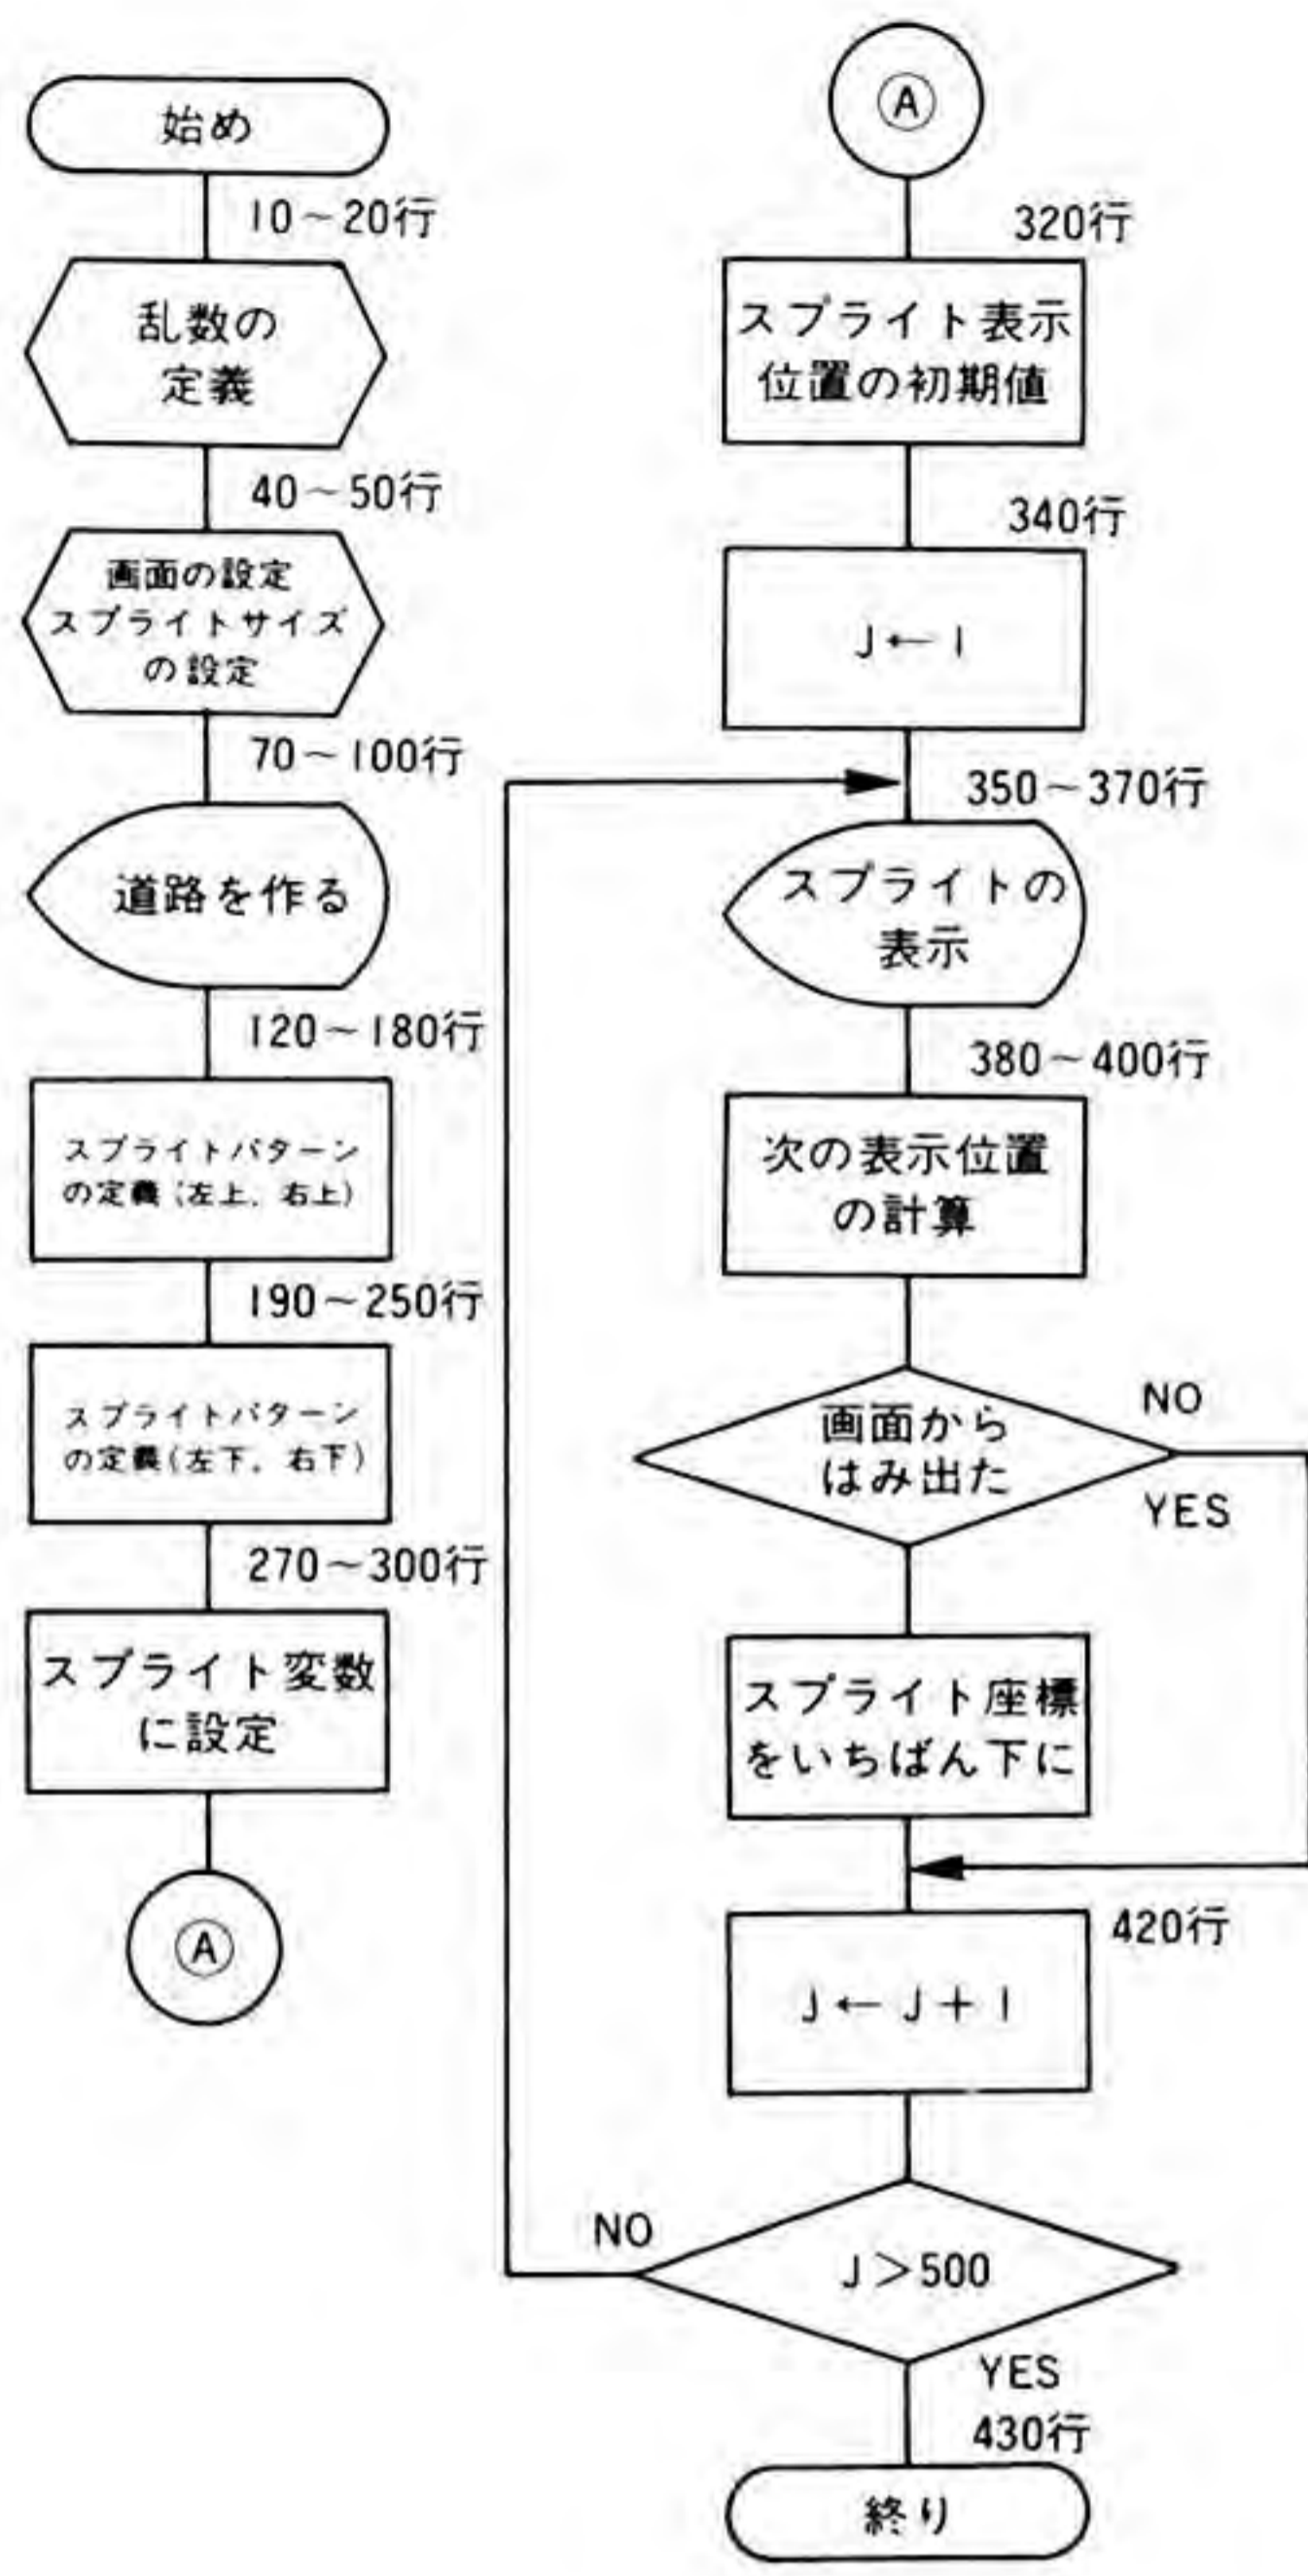 始め
10～20行
乱数の
定義
40～50行
画面の設定
スプライトサイズ
の設定
70～100行
道路を作る
120～180行
スプライトパターン
の定義(左上、右上)
190～250行
スプライトパターン
の定義(左下、右下)
270～300行
スプライト変数
に設定
Ⓐ
Ⓐ
320行
スプライト表示
位置の初期値
340行
J←1
350～370行
スプライトの
表示
380～400行
次の表示位置
の計算
画面から
はみ出た
NO
YES
スプライト座標
をいちばん下に
420行
J←J+1
NO
J>500
YES
430行
終り